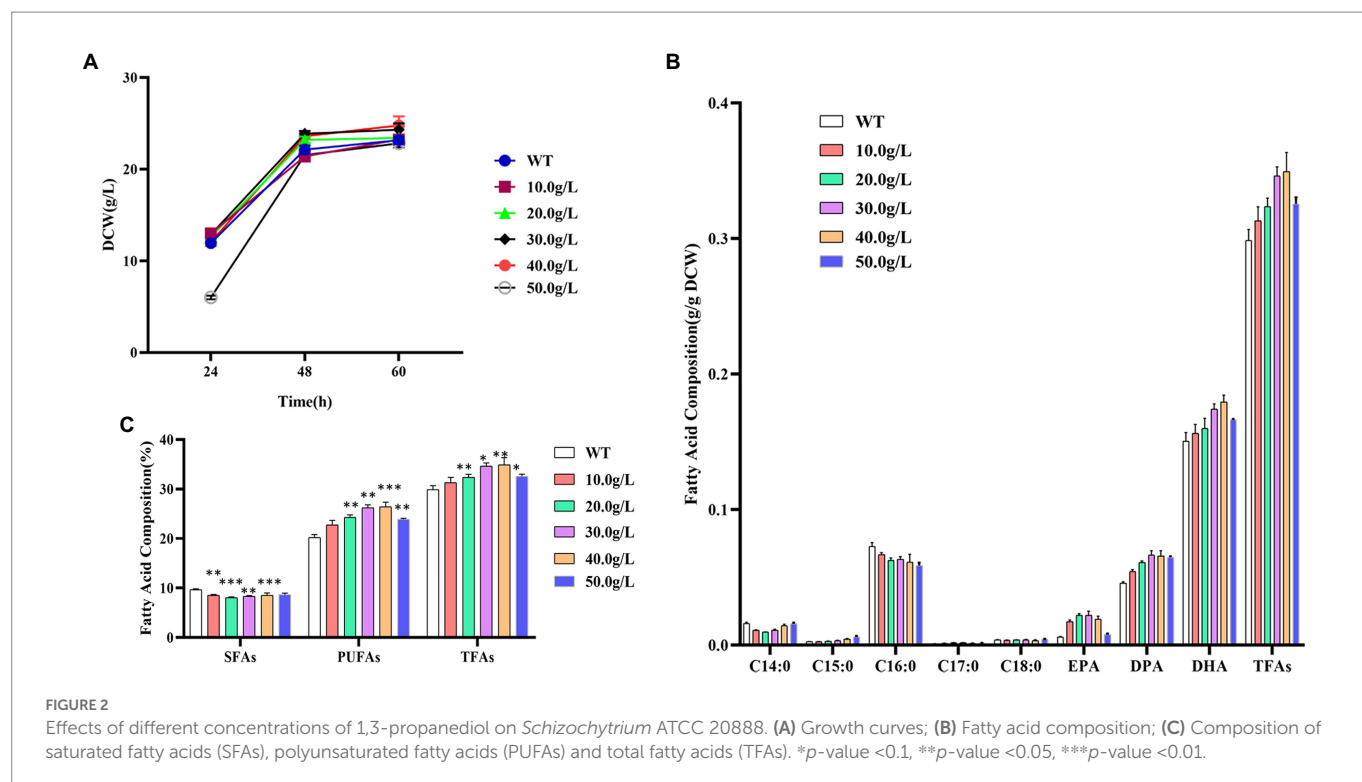 A
30
20
10
0
DCW(g/L)
24
48
60
Time(h)
WT
10.0g/L
20.0g/L
30.0g/L
40.0g/L
50.0g/L
B
0.4
0.3
0.2
0.1
0.0
Fatty Acid Composition(g/g DCW)
WT
10.0g/L
20.0g/L
30.0g/L
40.0g/L
50.0g/L
C14:0 C15:0 C16:0 C17:0 C18:0 EPA DPA DHA TFAs
C
40
30
20
10
0
Fatty Acid Composition(%)
** *** ** ***
** ** *** **
** * ** *
SFAs PUFAs TFAs
WT
10.0g/L
20.0g/L
30.0g/L
40.0g/L
50.0g/L
FIGURE 2
Effects of different concentrations of 1,3-propanediol on Schizochytrium ATCC 20888. (A) Growth curves; (B) Fatty acid composition; (C) Composition of
saturated fatty acids (SFAs), polyunsaturated fatty acids (PUFAs) and total fatty acids (TFAs). *p-value <0.1, **p-value <0.05, ***p-value <0.01.